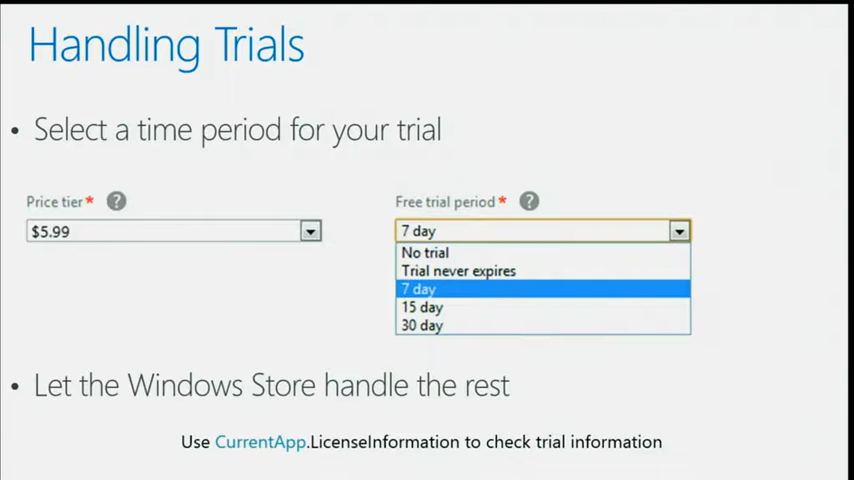 Handling Trials
• Select a time period for your trial
Price tier * ?
Free trial period * ?
$5.99
7 day
No trial
Trial never expires
7 day
15 day
30 day
• Let the Windows Store handle the rest
Use CurrentApp.LicenseInformation to check trial information